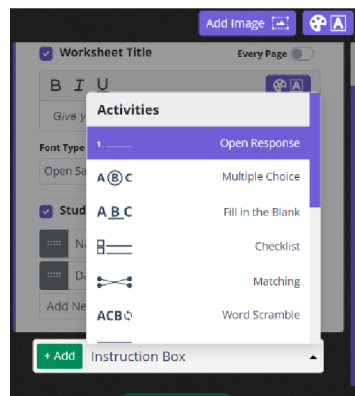 Add Image
A
Worksheet Title
Every Page
B I U
A
Give y
Activities
Font Type
1. Open Response
Open Sa
A B C Multiple Choice
A B C Fill in the Blank
Stud
Checklist
Na
Matching
Da
Add Ne
ACB Word Scramble
+ Add Instruction Box